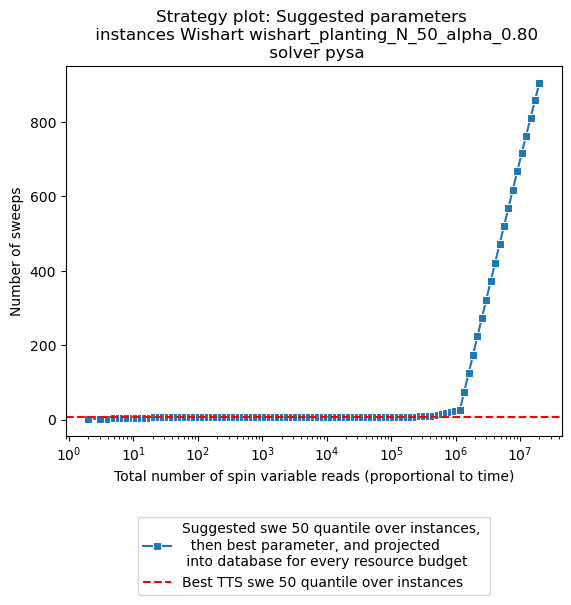 Strategy plot: Suggested parameters
instances Wishart wishart_planting_N_50_alpha_0.80
solver pysa
800
600
400
200
0
Number of sweeps
10^0 10^1 10^2 10^3 10^4 10^5 10^6 10^7
Total number of spin variable reads (proportional to time)
Suggested swe 50 quantile over instances,
then best parameter, and projected
into database for every resource budget
Best TTS swe 50 quantile over instances